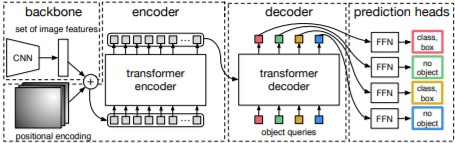 backbone
set of image features
CNN
positional encoding
encoder
transformer
encoder
...
...
decoder
transformer
decoder
object queries
prediction heads
FFN
class,
box
FFN
no
object
FFN
class,
box
FFN
no
object